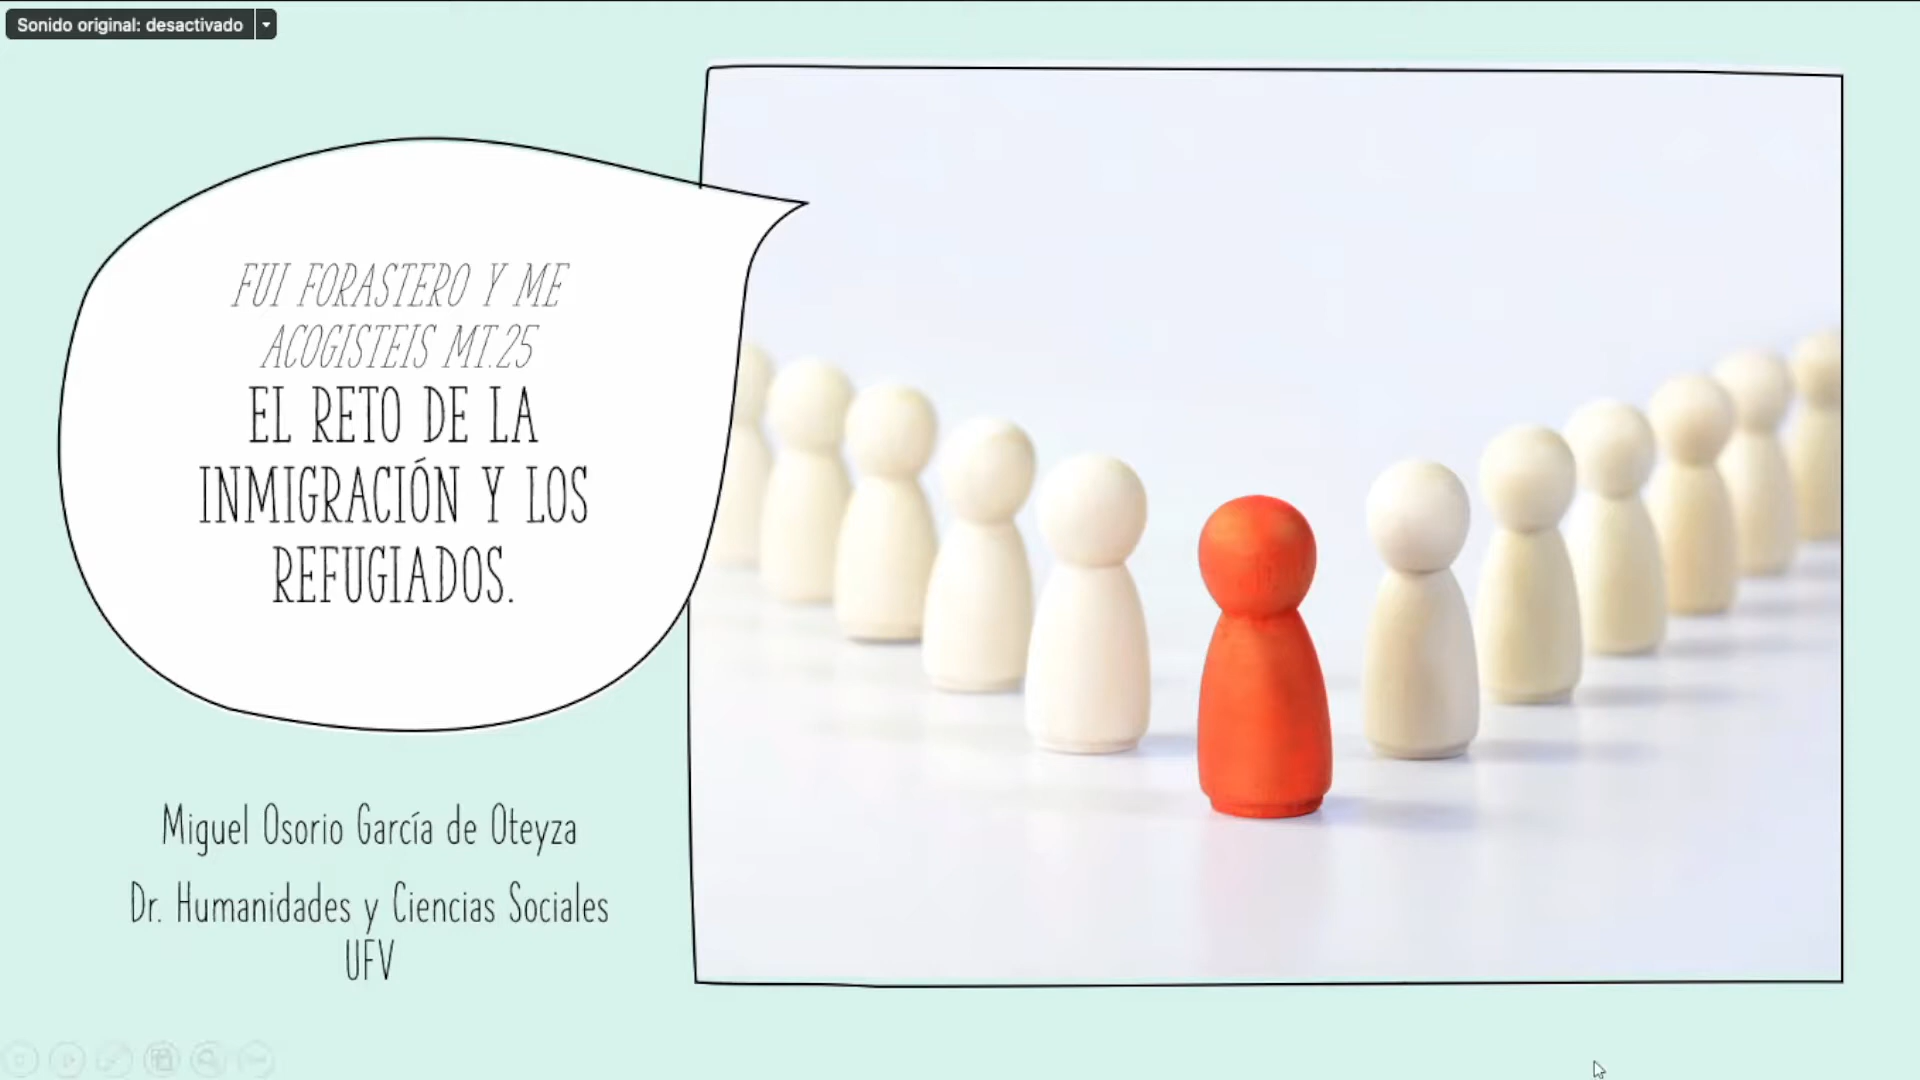 Sonido original: desactivado
FUI FORASTERO Y ME
ACOGISTEIS MT.25
EL RETO DE LA
INMIGRACIÓN Y LOS
REFUGIADOS.
Miguel Osorio García de Oteyza
Dr. Humanidades y Ciencias Sociales
UFV